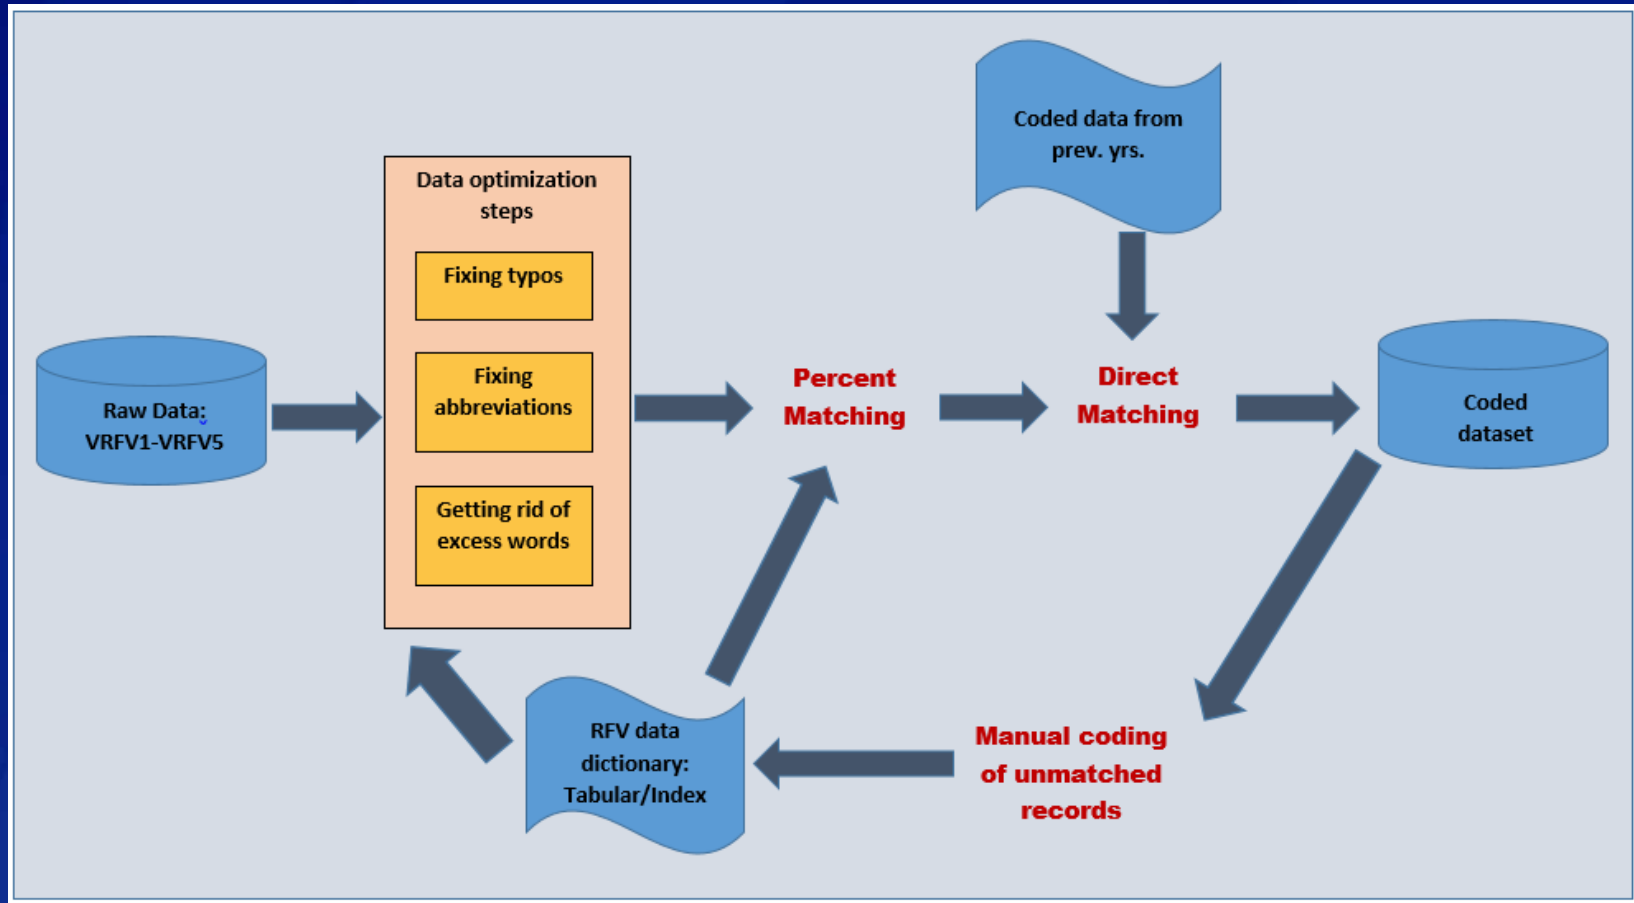 Coded data from
prev. yrs.
Data optimization
steps
Fixing typos
Fixing
abbreviations
Getting rid of
excess words
Raw Data:
VRFV1-VRFV5
Percent
Matching
Direct
Matching
Coded
dataset
RFV data
dictionary:
Tabular/Index
Manual coding
of unmatched
records